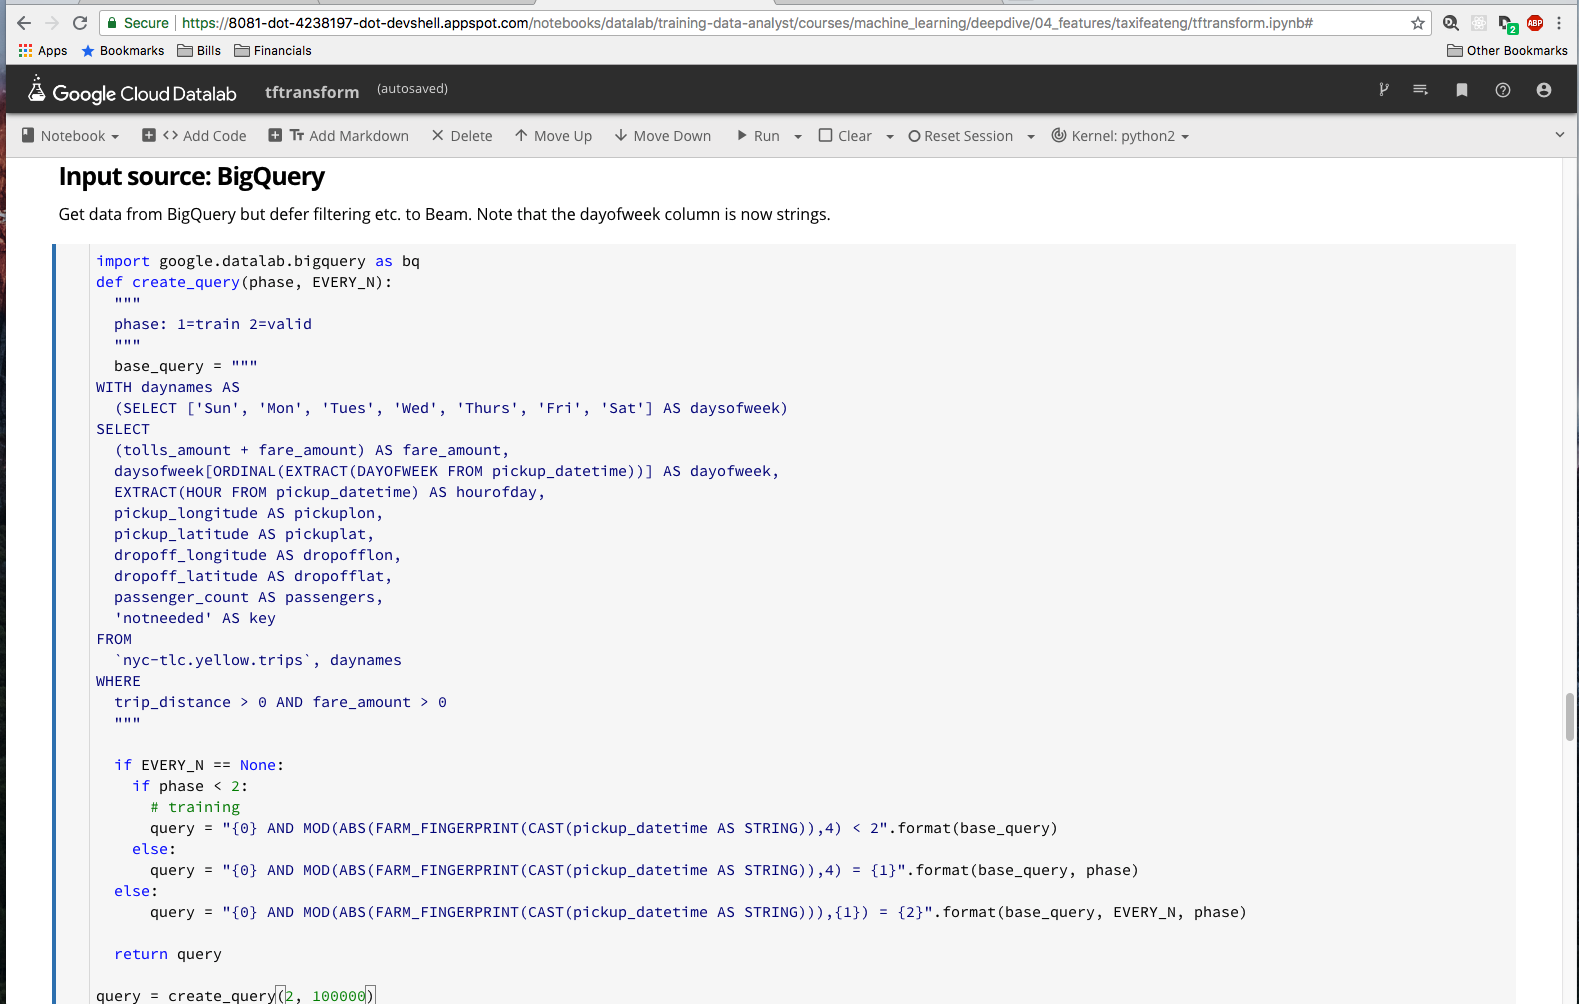 Secure https://8081-dot-4238197-dot-devshell.appspot.com/notebooks/datalab/training-data-analyst/courses/machine_learning/deepdive/04_features/taxifeateng/tftransform.ipynb# 2 ABP
Apps Bookmarks Bills Financials Other Bookmarks
Google Cloud Datalab tftransform (autosaved)
Notebook <> Add Code Tт Add Markdown Delete Move Up Move Down Run Clear Reset Session Kernel: python2
Input source: BigQuery
Get data from BigQuery but defer filtering etc. to Beam. Note that the dayofweek column is now strings.
import google.datalab.bigquery as bq
def create_query(phase, EVERY_N):
  """
  phase: 1=train 2=valid
  """
  base_query = """
WITH daynames AS
  (SELECT ['Sun', 'Mon', 'Tues', 'Wed', 'Thurs', 'Fri', 'Sat'] AS daysofweek)
SELECT
  (tolls_amount + fare_amount) AS fare_amount,
  daysofweek[ORDINAL(EXTRACT(DAYOFWEEK FROM pickup_datetime))] AS dayofweek,
  EXTRACT(HOUR FROM pickup_datetime) AS hourofday,
  pickup_longitude AS pickuplon,
  pickup_latitude AS pickuplat,
  dropoff_longitude AS dropofflon,
  dropoff_latitude AS dropofflat,
  passenger_count AS passengers,
  'notneeded' AS key
FROM
  `nyc-tlc.yellow.trips`, daynames
WHERE
  trip_distance > 0 AND fare_amount > 0
  """
  if EVERY_N == None:
    if phase < 2:
      # training
      query = "{0} AND MOD(ABS(FARM_FINGERPRINT(CAST(pickup_datetime AS STRING)),4) < 2".format(base_query)
    else:
      query = "{0} AND MOD(ABS(FARM_FINGERPRINT(CAST(pickup_datetime AS STRING)),4) = {1}".format(base_query, phase)
  else:
      query = "{0} AND MOD(ABS(FARM_FINGERPRINT(CAST(pickup_datetime AS STRING))),{1}) = {2}".format(base_query, EVERY_N, phase)
  return query
query = create_query(2, 100000)